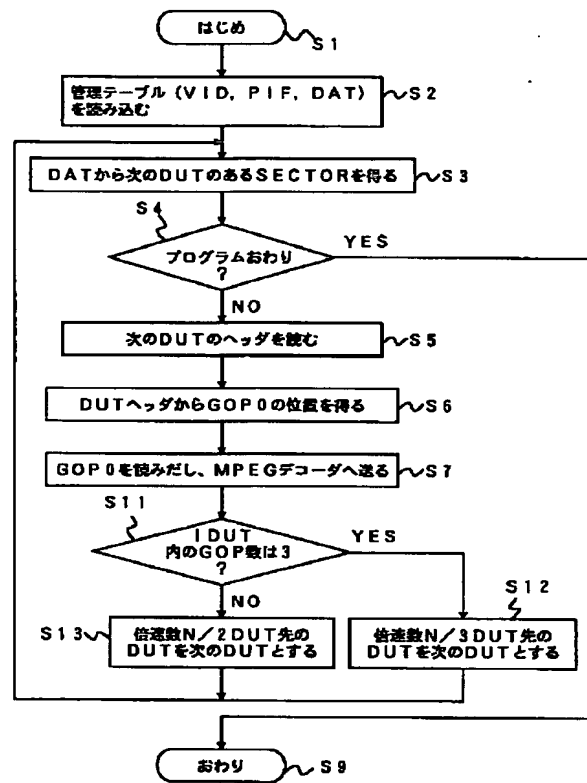 はじめ
S1
管理テーブル(VID,PIF,DAT)
を読み込む
S2
DATから次のDUTのあるSECTORを得る
S3
S4
プログラムおわり
?
YES
NO
次のDUTのヘッダを読む
S5
DUTヘッダからGOP0の位置を得る
S6
GOP0を読みだし、MPEGデコーダへ送る
S7
S11
1DUT
内のGOP数は3
?
YES
NO
S12
S13
倍速数N/2DUT先の
DUTを次のDUTとする
倍速数N/3DUT先の
DUTを次のDUTとする
おわり
S9